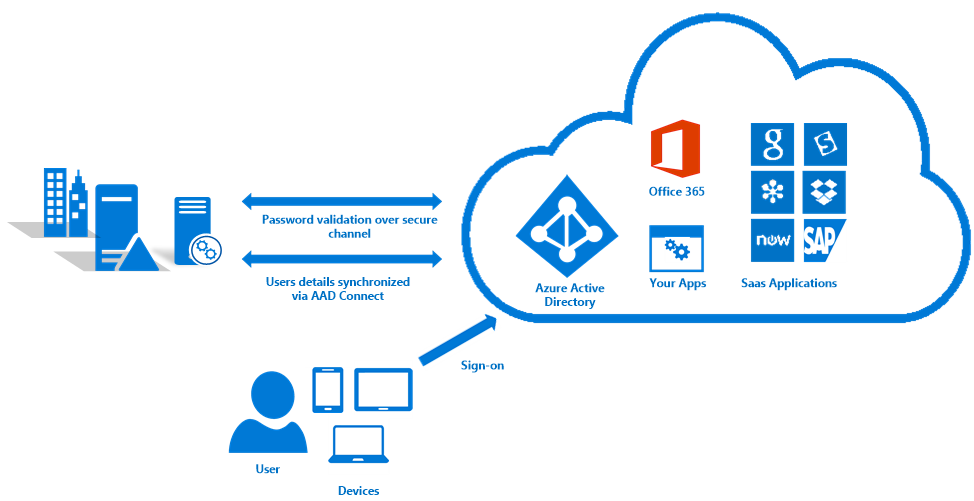 Password validation over secure
channel
Users details synchronized
via AAD Connect
Sign-on
User
Devices
Azure Active
Directory
Office 365
Your Apps
g
S
now
SAP
Saas Applications